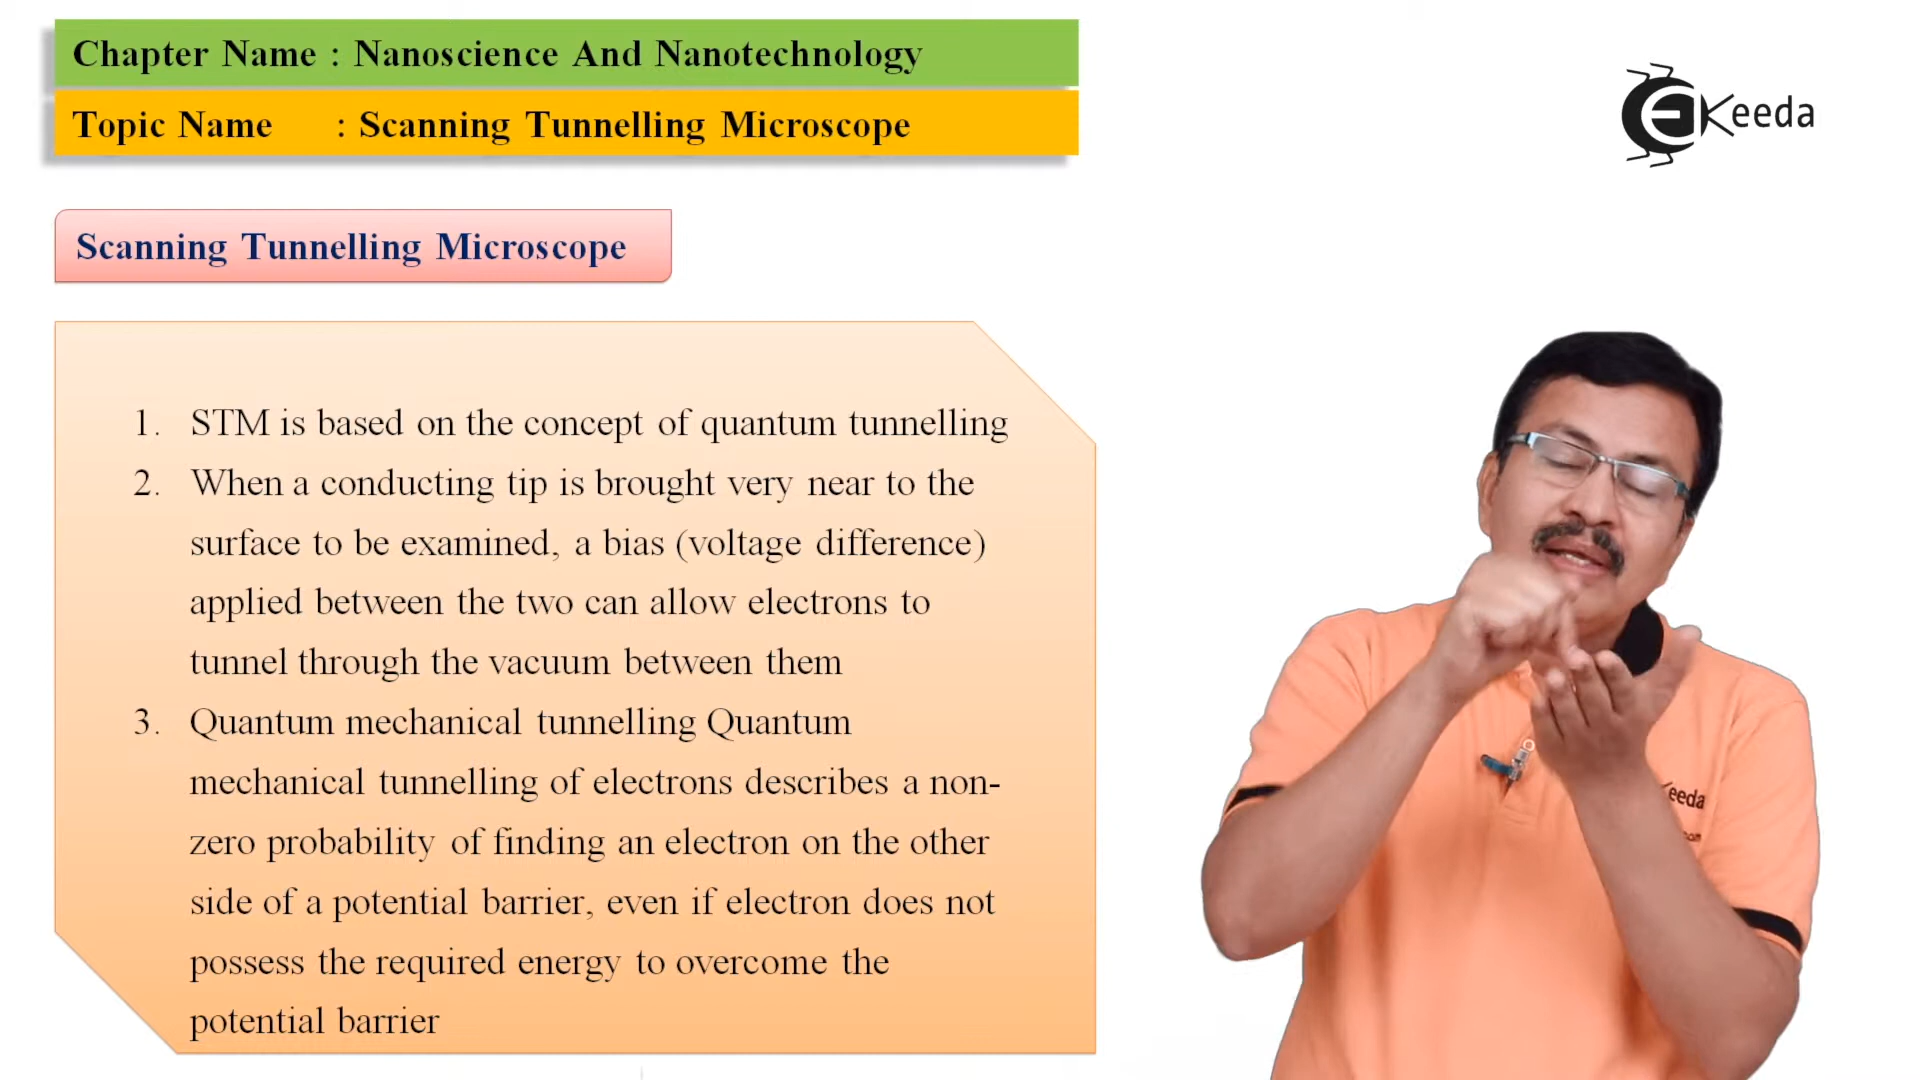 Chapter Name : Nanoscience And Nanotechnology
Topic Name : Scanning Tunnelling Microscope
EKeeda
Scanning Tunnelling Microscope
1. STM is based on the concept of quantum tunnelling
2. When a conducting tip is brought very near to the
surface to be examined, a bias (voltage difference)
applied between the two can allow electrons to
tunnel through the vacuum between them
3. Quantum mechanical tunnelling Quantum
mechanical tunnelling of electrons describes a non-
zero probability of finding an electron on the other
side of a potential barrier, even if electron does not
possess the required energy to overcome the
potential barrier
eeda